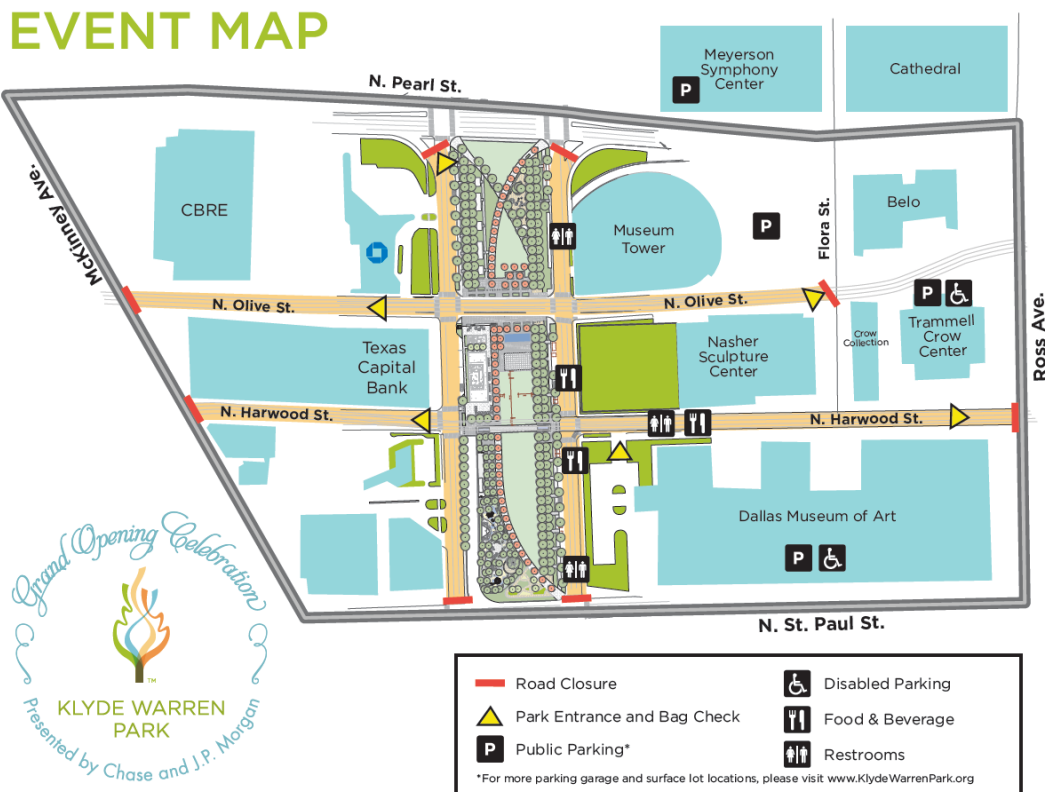 EVENT MAP
N. Pearl St.
Meyerson
Symphony
Center
P
Cathedral
McKinney Ave.
CBRE
Museum
Tower
P
Flora St.
Belo
N. Olive St.
N. Olive St.
P
Trammell
Crow
Center
Crow
Collection
Ross Ave.
Texas
Capital
Bank
Nasher
Sculpture
Center
N. Harwood St.
N. Harwood St.
Dallas Museum of Art
P
N. St. Paul St.
Grand Opening Celebration
TM
KLYDE WARREN
PARK
Presented by Chase and J.P. Morgan
Road Closure
Park Entrance and Bag Check
P Public Parking*
Disabled Parking
Food & Beverage
Restrooms
*For more parking garage and surface lot locations, please visit www.KlydeWarrenPark.org